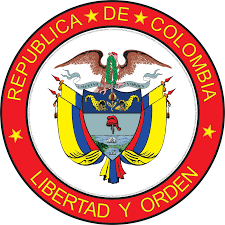 REPUBLICA ★ DE ★ COLOMBIA
LIBERTAD Y ORDEN